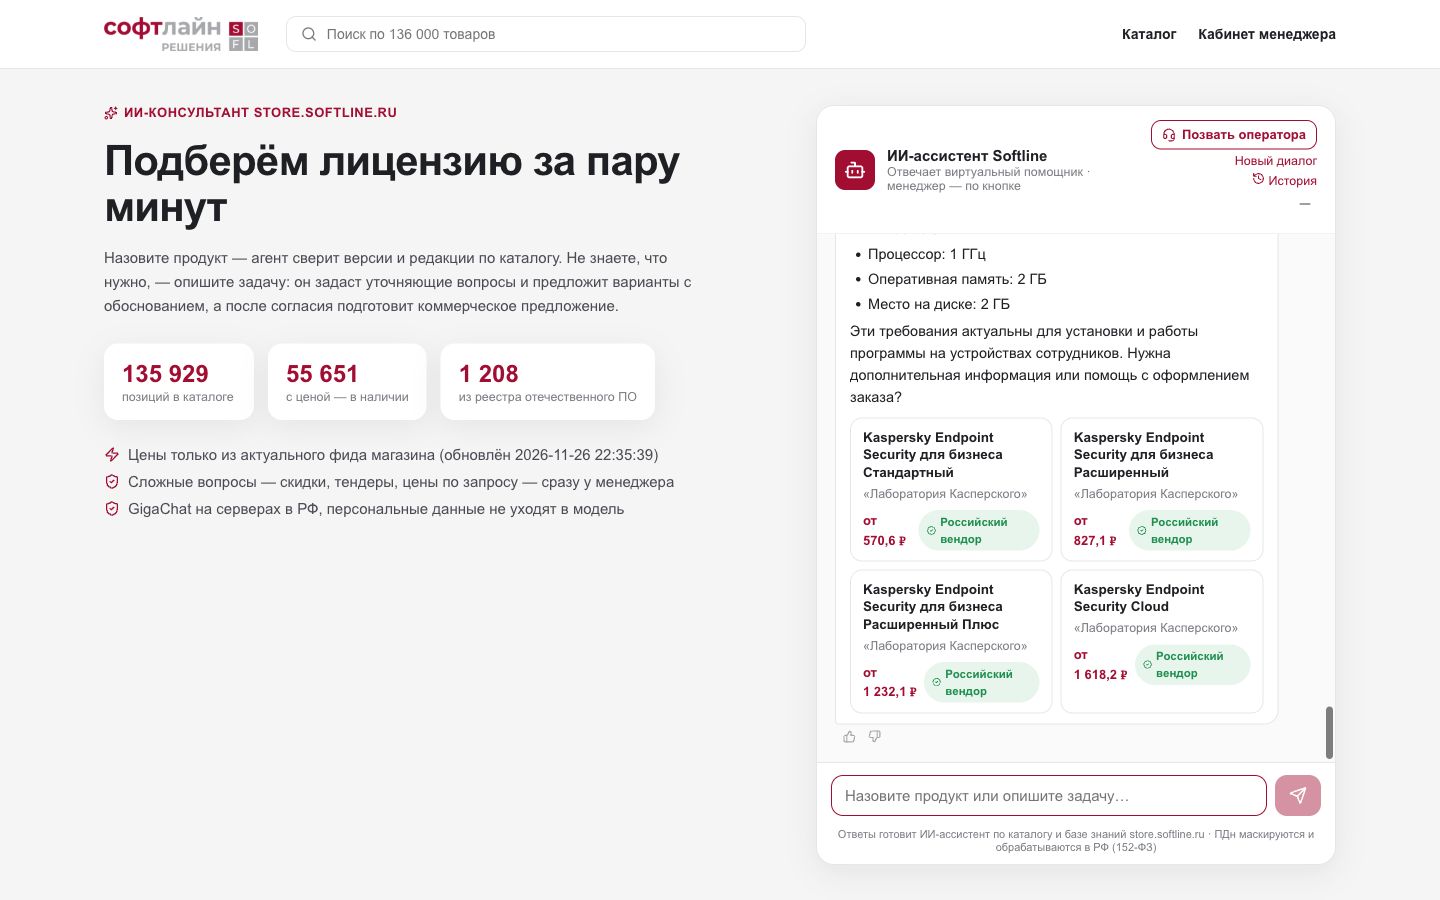 софтлайн
РЕШЕНИЯ
S O
F L
Поиск по 136 000 товаров
Каталог
Кабинет менеджера
ИИ-КОНСУЛЬТАНТ STORE.SOFTLINE.RU
Подберём лицензию за пару
минут
Назовите продукт — агент сверит версии и редакции по каталогу. Не знаете, что
нужно, — опишите задачу: он задаст уточняющие вопросы и предложит варианты с
обоснованием, а после согласия подготовит коммерческое предложение.
135 929
позиций в каталоге
55 651
с ценой — в наличии
1 208
из реестра отечественного ПО
Цены только из актуального фида магазина (обновлён 2026-11-26 22:35:39)
Сложные вопросы — скидки, тендеры, цены по запросу — сразу у менеджера
GigaChat на серверах в РФ, персональные данные не уходят в модель
ИИ-ассистент Softline
Отвечает виртуальный помощник ·
менеджер — по кнопке
Позвать оператора
Новый диалог
История
• Процессор: 1 ГГц
• Оперативная память: 2 ГБ
• Место на диске: 2 ГБ
Эти требования актуальны для установки и работы
программы на устройствах сотрудников. Нужна
дополнительная информация или помощь с оформлением
заказа?
Kaspersky Endpoint
Security для бизнеса
Стандартный
«Лаборатория Касперского»
от
570,6 ₽
Российский
вендор
Kaspersky Endpoint
Security для бизнеса
Расширенный
«Лаборатория Касперского»
от
827,1 ₽
Российский
вендор
Kaspersky Endpoint
Security для бизнеса
Расширенный Плюс
«Лаборатория Касперского»
от
1 232,1 ₽
Российский
вендор
Kaspersky Endpoint
Security Cloud
«Лаборатория Касперского»
от
1 618,2 ₽
Российский
вендор
Назовите продукт или опишите задачу…
Ответы готовит ИИ-ассистент по каталогу и базе знаний store.softline.ru · ПДн маскируются и
обрабатываются в РФ (152-ФЗ)